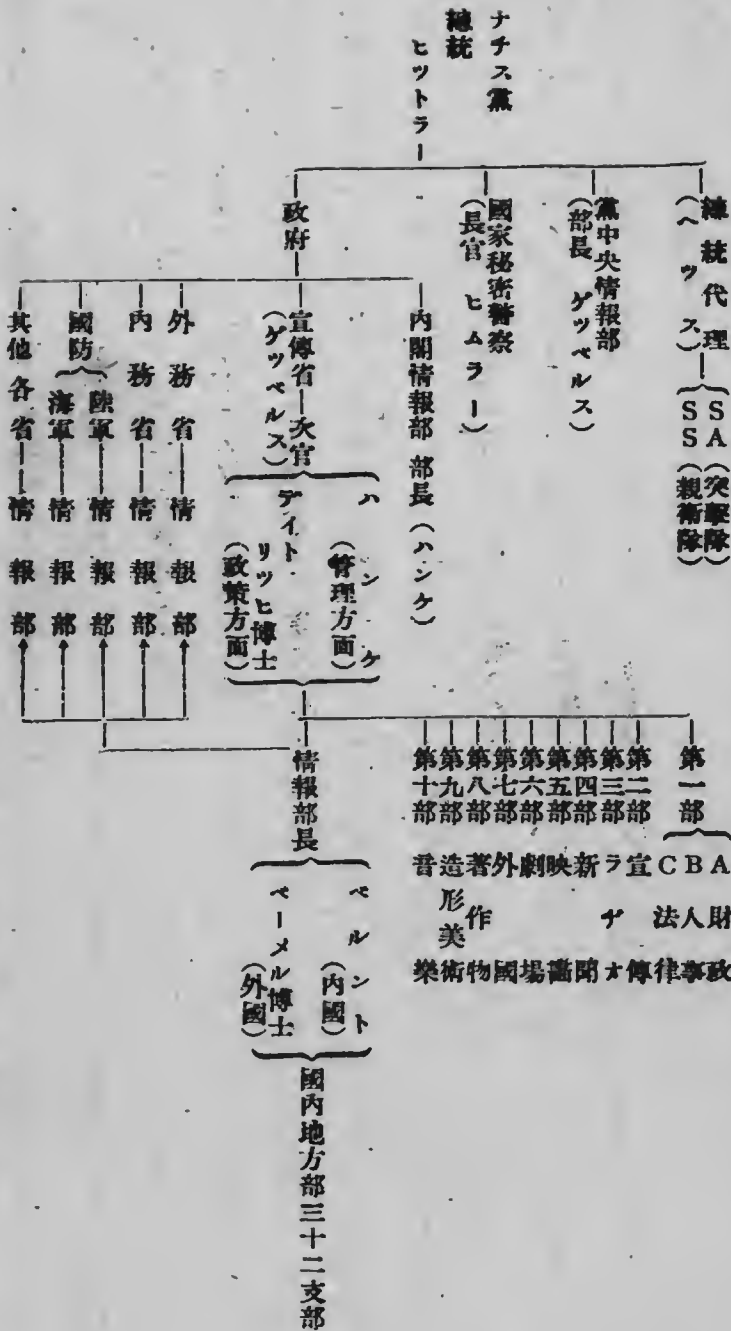 ナチス黨
總統
ヒットラー
總統代理
（ヘッス）
SA（突擊隊）
SS（親衞隊）
黨中央情報部
（部長 ゲッペルス）
國家秘密警察
（長官 ヒムラー）
政府
內閣情報部 部長（ハンケ）
宣傳省
（ゲッペルス）
次官
ハンケ
（管理方面）
デイトリツヒ博士
（政策方面）
外務省
情報部
內務省
情報部
國防
陸軍
情報部
海軍
情報部
其他各省
情報部
第一部
A財政
B人事
C法律
第二部 宣傳
第三部 ラヂオ
第四部 新聞
第五部 映畫
第六部 劇場
第七部 外國
第八部 著作物
第九部 造形美術
第十部 音樂
情報部長
ベルント
（內國）
ベーメル博士
（外國）
國內地方部三十二支部